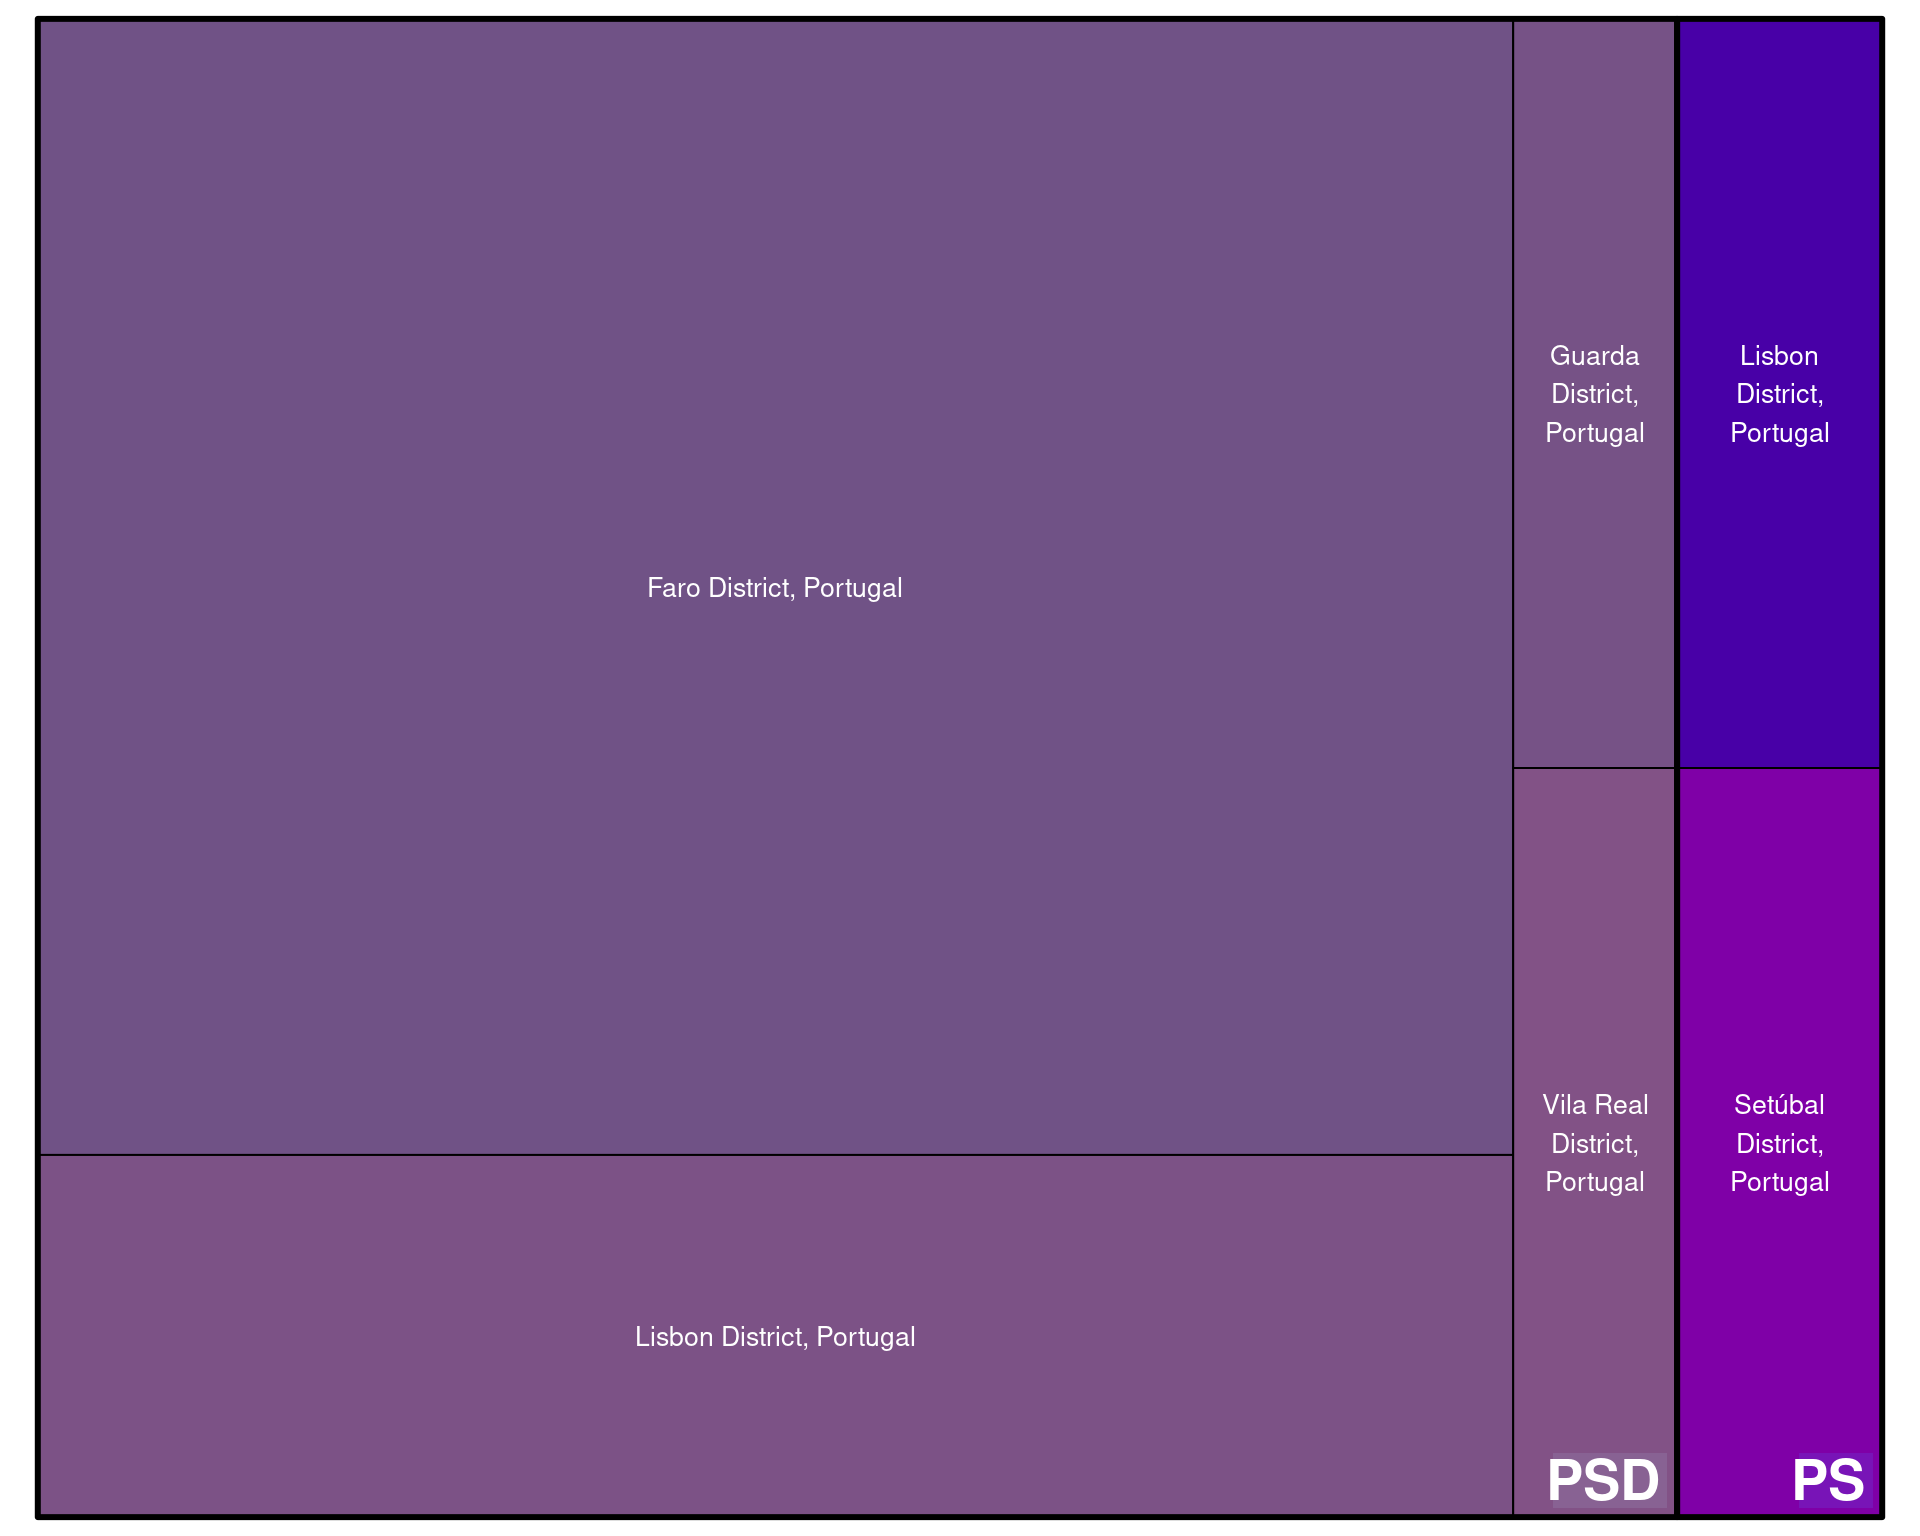 Faro District, Portugal
Lisbon District, Portugal
Guarda
District,
Portugal
Vila Real
District,
Portugal
PSD
Lisbon
District,
Portugal
Setúbal
District,
Portugal
PS